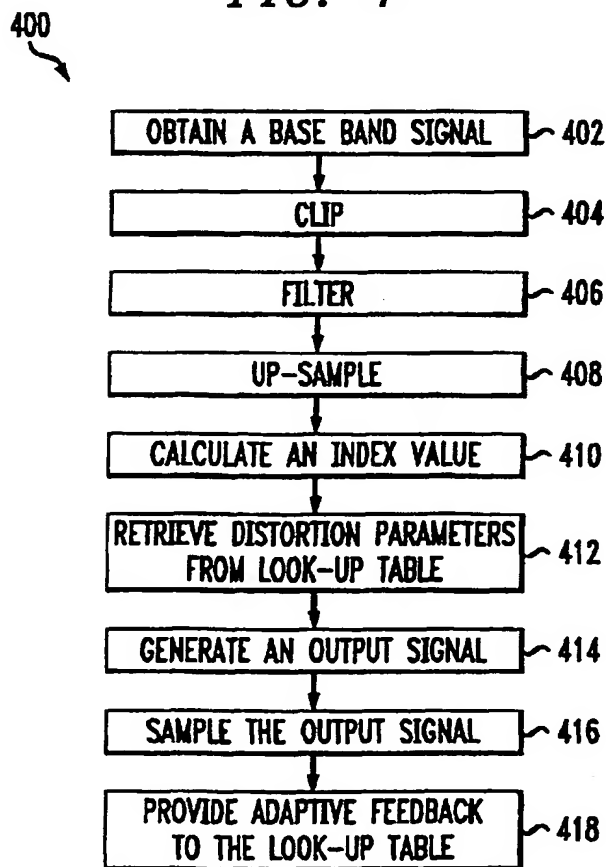 400
OBTAIN A BASE BAND SIGNAL
402
CLIP
404
FILTER
406
UP-SAMPLE
408
CALCULATE AN INDEX VALUE
410
RETRIEVE DISTORTION PARAMETERS
FROM LOOK-UP TABLE
412
GENERATE AN OUTPUT SIGNAL
414
SAMPLE THE OUTPUT SIGNAL
416
PROVIDE ADAPTIVE FEEDBACK
TO THE LOOK-UP TABLE
418